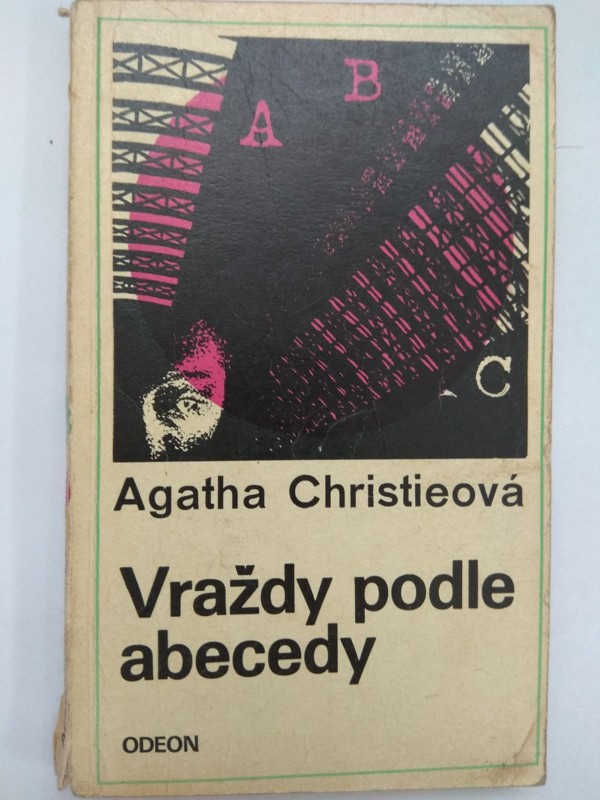 A B
C
Agatha Christieová
Vraždy podle
abecedy
ODEON